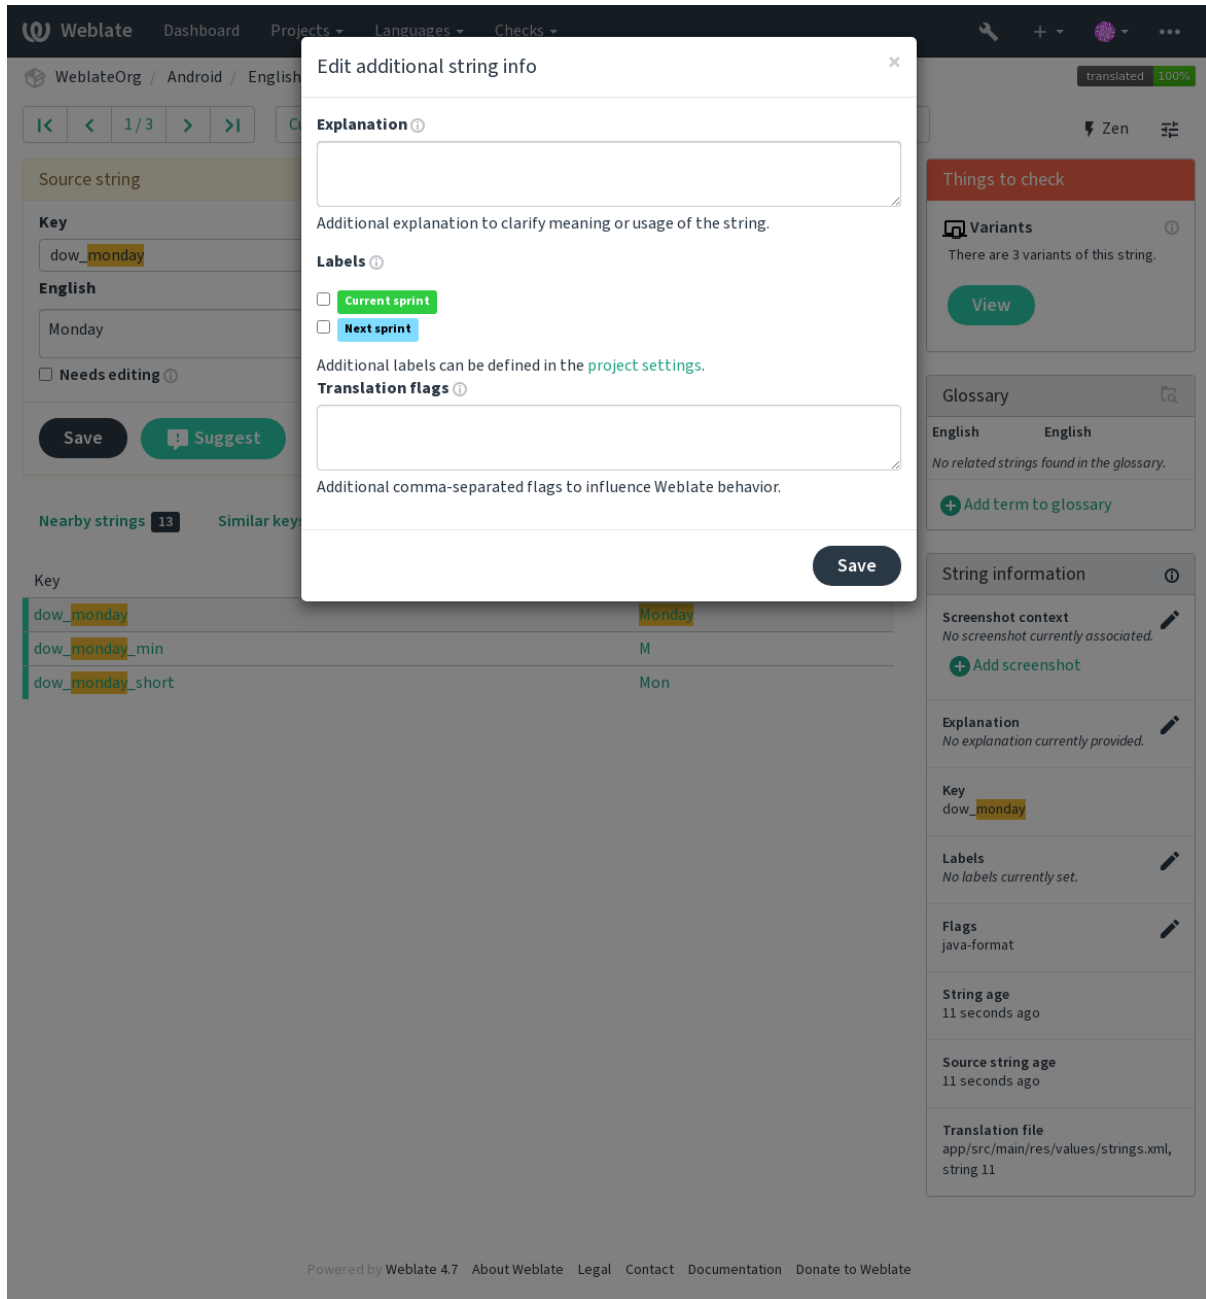 Weblate Dashboard Projects Languages Checks
WeblateOrg / Android / English
translated 100%
1 / 3
Zen
Edit additional string info
×
Explanation
Additional explanation to clarify meaning or usage of the string.
Labels
Current sprint
Next sprint
Additional labels can be defined in the project settings.
Translation flags
Additional comma-separated flags to influence Weblate behavior.
Save
Source string
Key
dow_monday
English
Monday
Needs editing
Save Suggest
Nearby strings 13 Similar keys
Key
dow_monday Monday
dow_monday_min M
dow_monday_short Mon
Things to check
Variants
There are 3 variants of this string.
View
Glossary
English English
No related strings found in the glossary.
Add term to glossary
String information
Screenshot context
No screenshot currently associated.
Add screenshot
Explanation
No explanation currently provided.
Key
dow_monday
Labels
No labels currently set.
Flags
java-format
String age
11 seconds ago
Source string age
11 seconds ago
Translation file
app/src/main/res/values/strings.xml,
string 11
Powered by Weblate 4.7 About Weblate Legal Contact Documentation Donate to Weblate